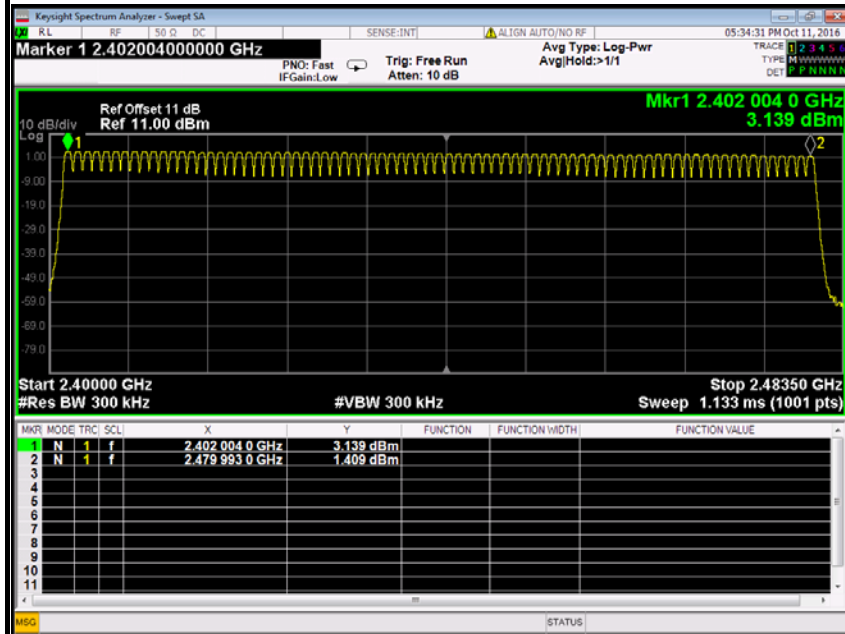 Keysight Spectrum Analyzer - Swept SA
RL RF 50 Ω DC SENSE:INT ALIGN AUTO/NO RF 05:34:31 PM Oct 11, 2016
Marker 1 2.402004000000 GHz
PNO: Fast
IFGain:Low
Trig: Free Run
Atten: 10 dB
Avg Type: Log-Pwr
Avg|Hold:>1/1
TRACE 1 2 3 4 5 6
TYPE M WWWWW
DET P P N N N N
Ref Offset 11 dB
10 dB/div Ref 11.00 dBm
Mkr1 2.402 004 0 GHz
3.139 dBm
Log
1
2
1.00
-9.00
-19.0
-29.0
-39.0
-49.0
-59.0
-69.0
-79.0
Start 2.40000 GHz Stop 2.48350 GHz
#Res BW 300 kHz #VBW 300 kHz Sweep 1.133 ms (1001 pts)
MKR MODE TRC SCL X Y FUNCTION FUNCTION WIDTH FUNCTION VALUE
1 N 1 f 2.402 004 0 GHz 3.139 dBm
2 N 1 f 2.479 993 0 GHz 1.409 dBm
3
4
5
6
7
8
9
10
11
MSG STATUS